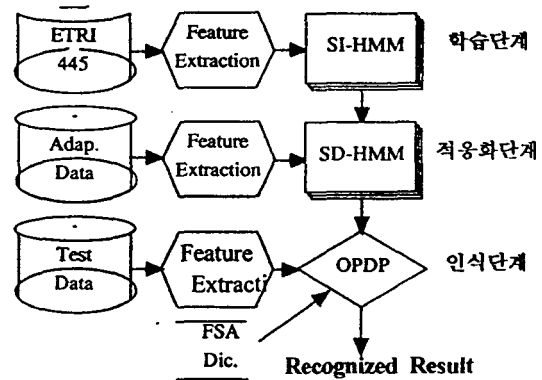 ETRI
445
Feature
Extraction
SI-HMM
학습단계
Adap.
Data
Feature
Extraction
SD-HMM
적응화단계
Test
Data
Feature
Extracti
OPDP
인식단계
FSA
Dic.
Recognized Result